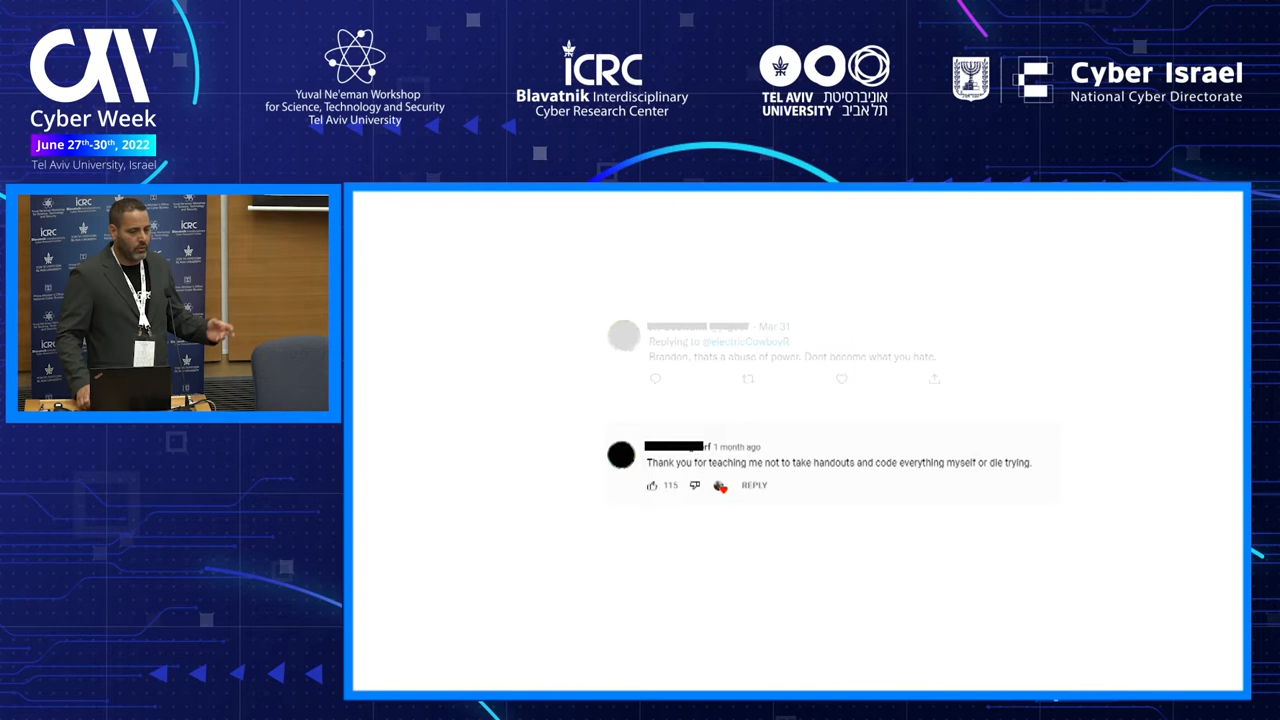 Cyber Week
June 27th-30th, 2022
Tel Aviv University, Israel
Yuval Ne'eman Workshop
for Science, Technology and Security
Tel Aviv University
iCRC
Blavatnik Interdisciplinary
Cyber Research Center
TEL AVIV אוניברסיטת
UNIVERSITY תל אביב
Cyber Israel
National Cyber Directorate
iCRC
iCRC
· Mar 31
Replying to @electricCowboyR
Brandon, thats a abuse of power. Dont become what you hate.
rf 1 month ago
Thank you for teaching me not to take handouts and code everything myself or die trying.
115 REPLY